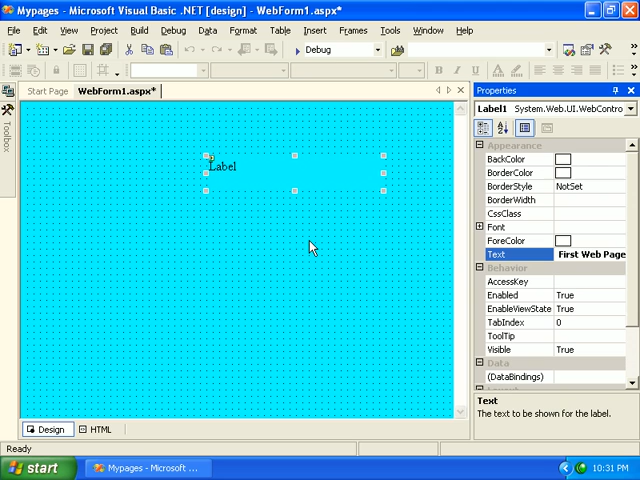 Mypages - Microsoft Visual Basic .NET [design] - WebForm1.aspx*
File Edit View Project Build Debug Data Format Table Insert Frames Tools Window Help
Debug
Start Page WebForm1.aspx*
Toolbox
Label
Properties
Label1 System.Web.UI.WebContro
Appearance
BackColor
BorderColor
BorderStyle NotSet
BorderWidth
CssClass
Font
ForeColor
Text First Web Page
Behavior
AccessKey
Enabled True
EnableViewState True
TabIndex 0
ToolTip
Visible True
Data
(DataBindings)
Text
The text to be shown for the label.
Design HTML
Ready
start Mypages - Microsoft ... 10:31 PM